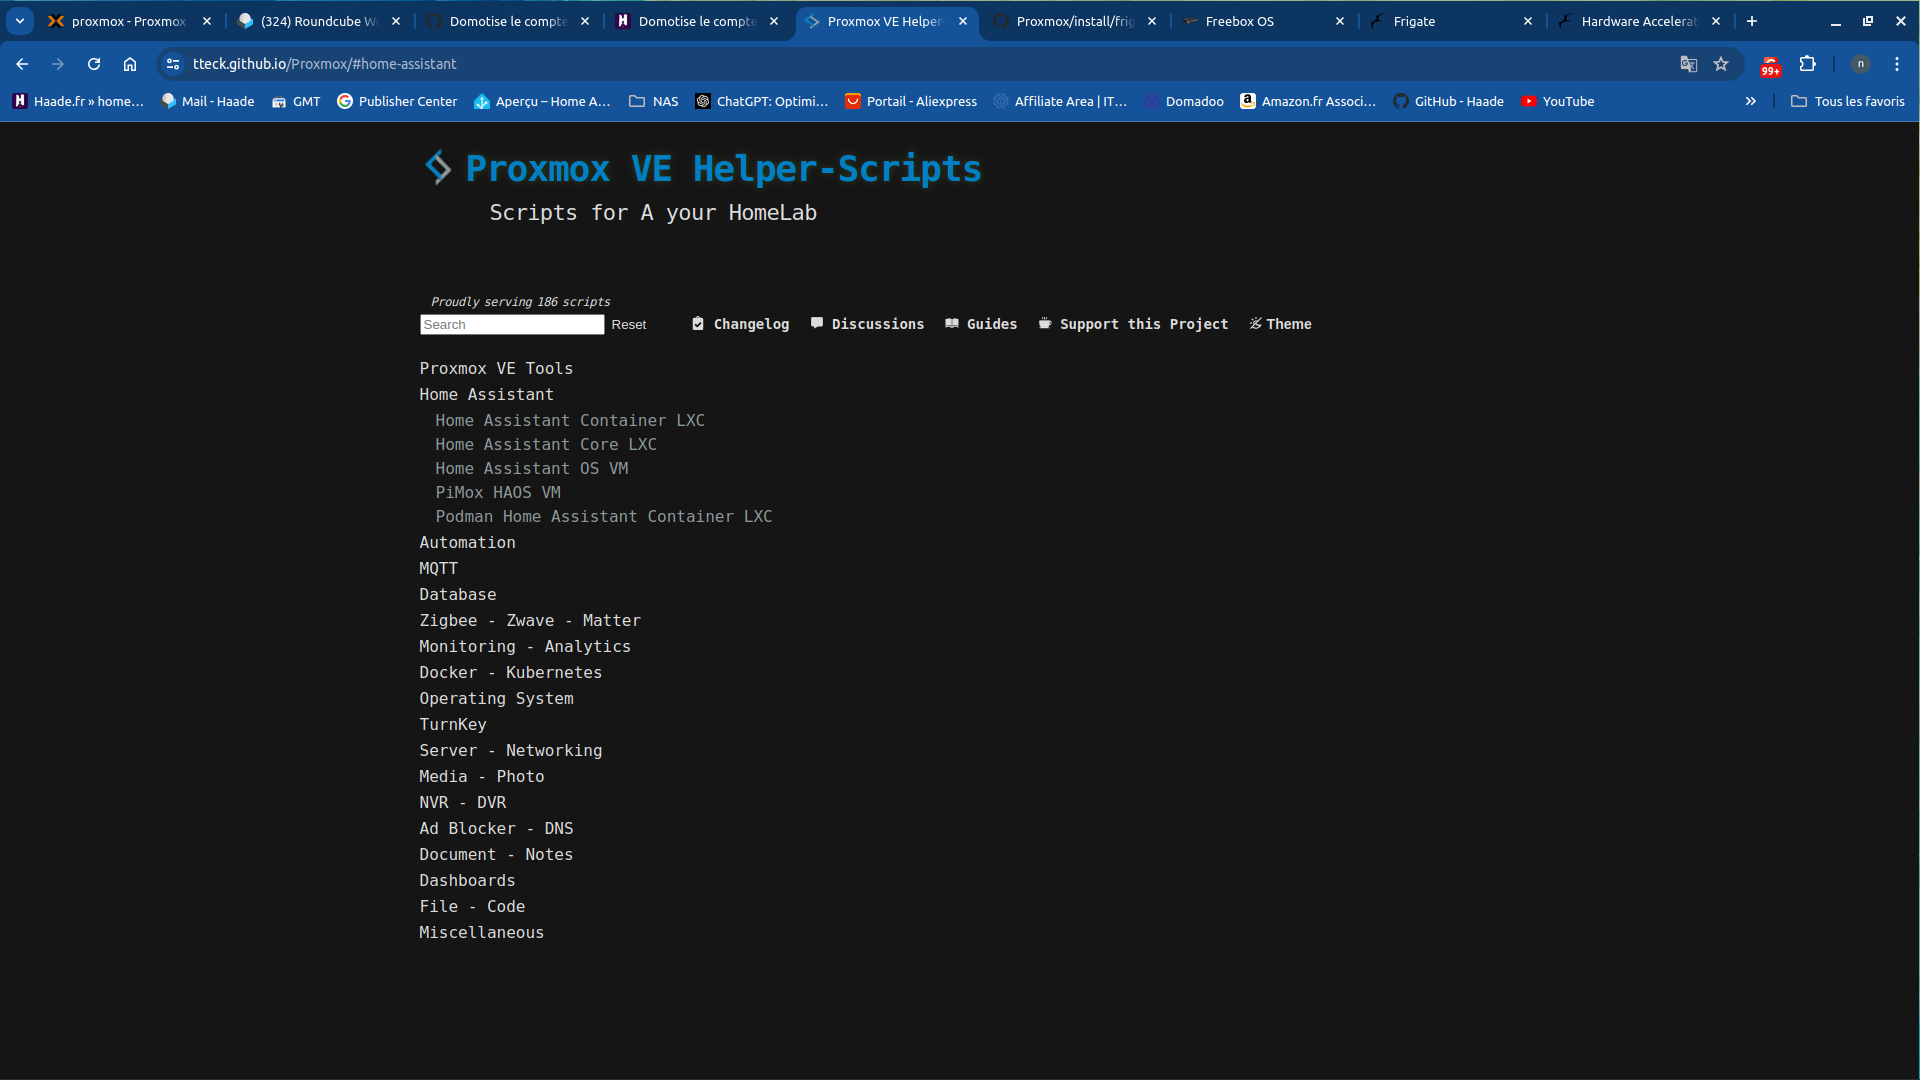 proxmox - Proxmox
(324) Roundcube W
Domotise le compte
Domotise le compte
Proxmox VE Helper-
Proxmox/install/frig
Freebox OS
Frigate
Hardware Accelerat
tteck.github.io/Proxmox/#home-assistant
99+
n
Haade.fr » home…
Mail - Haade
GMT
Publisher Center
Aperçu – Home A…
NAS
ChatGPT: Optimi…
Portail - Aliexpress
Affiliate Area | IT…
Domadoo
Amazon.fr Associ…
GitHub - Haade
YouTube
»
Tous les favoris
Proxmox VE Helper-Scripts
Scripts for A your HomeLab
Proudly serving 186 scripts
Search
Reset
Changelog
Discussions
Guides
Support this Project
Theme
Proxmox VE Tools
Home Assistant
Home Assistant Container LXC
Home Assistant Core LXC
Home Assistant OS VM
PiMox HAOS VM
Podman Home Assistant Container LXC
Automation
MQTT
Database
Zigbee - Zwave - Matter
Monitoring - Analytics
Docker - Kubernetes
Operating System
TurnKey
Server - Networking
Media - Photo
NVR - DVR
Ad Blocker - DNS
Document - Notes
Dashboards
File - Code
Miscellaneous